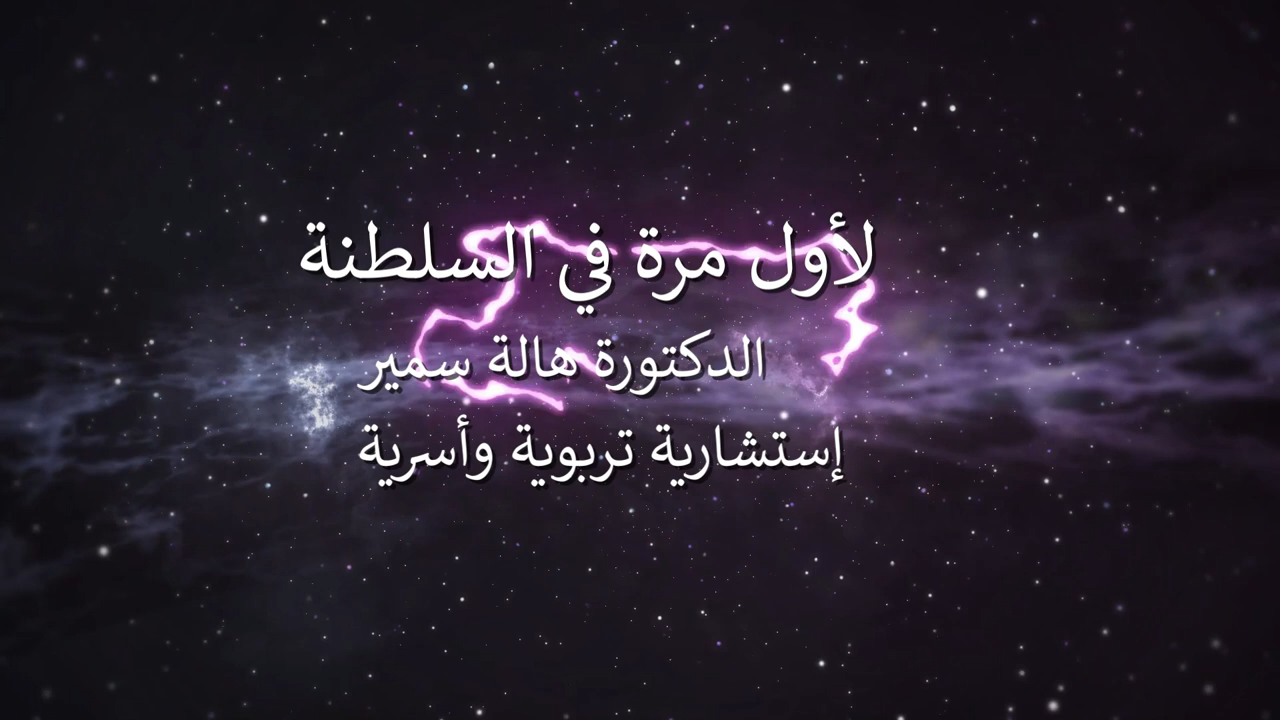 لأول مرة في السلطنة
الدكتورة هالة سمير
إستشارية تربوية وأسرية